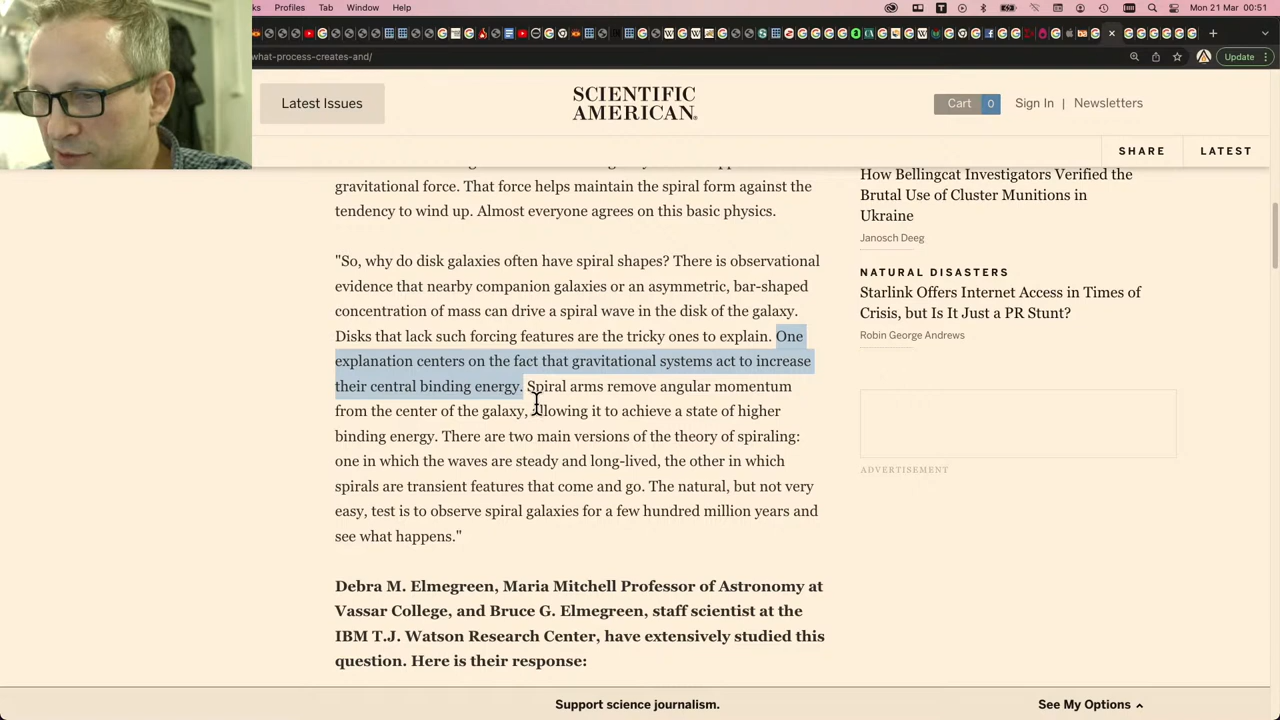 ks Profiles Tab Window Help
Mon 21 Mar 00:51
what-process-creates-and/
Update
Latest Issues
SCIENTIFIC
AMERICAN
Cart 0 Sign In | Newsletters
SHARE LATEST
gravitational force. That force helps maintain the spiral form against the
tendency to wind up. Almost everyone agrees on this basic physics.
"So, why do disk galaxies often have spiral shapes? There is observational
evidence that nearby companion galaxies or an asymmetric, bar-shaped
concentration of mass can drive a spiral wave in the disk of the galaxy.
Disks that lack such forcing features are the tricky ones to explain. One
explanation centers on the fact that gravitational systems act to increase
their central binding energy. Spiral arms remove angular momentum
from the center of the galaxy, allowing it to achieve a state of higher
binding energy. There are two main versions of the theory of spiraling:
one in which the waves are steady and long-lived, the other in which
spirals are transient features that come and go. The natural, but not very
easy, test is to observe spiral galaxies for a few hundred million years and
see what happens."
Debra M. Elmegreen, Maria Mitchell Professor of Astronomy at
Vassar College, and Bruce G. Elmegreen, staff scientist at the
IBM T.J. Watson Research Center, have extensively studied this
question. Here is their response:
How Bellingcat Investigators Verified the
Brutal Use of Cluster Munitions in
Ukraine
Janosch Deeg
NATURAL DISASTERS
Starlink Offers Internet Access in Times of
Crisis, but Is It Just a PR Stunt?
Robin George Andrews
ADVERTISEMENT
Support science journalism.
See My Options